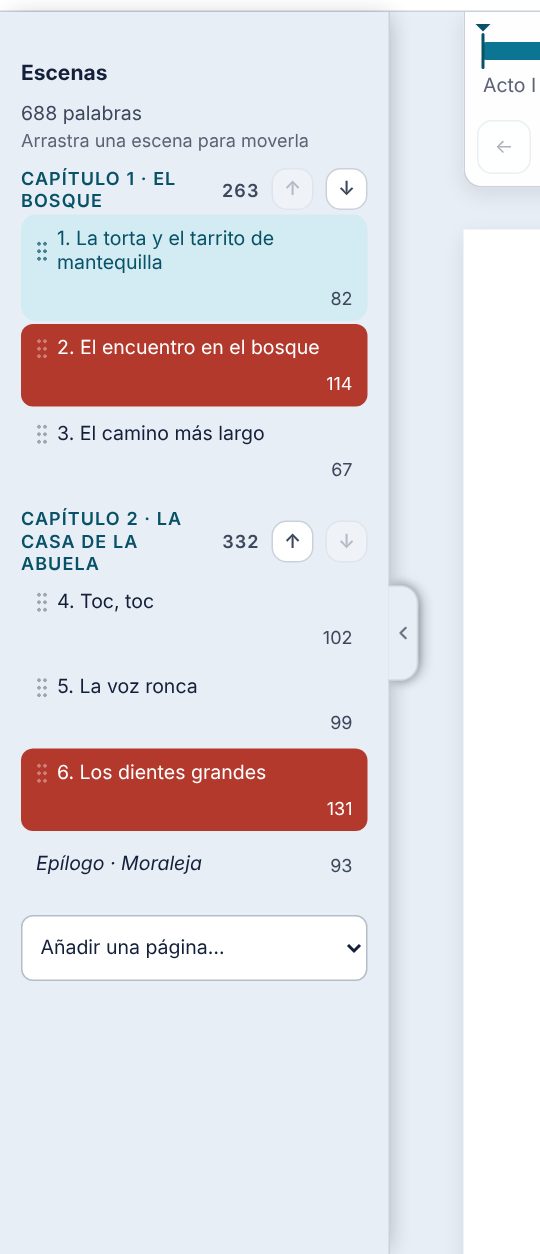 Escenas
688 palabras
Arrastra una escena para moverla
CAPÍTULO 1 · EL
BOSQUE
263
1. La torta y el tarrito de
mantequilla
82
2. El encuentro en el bosque
114
3. El camino más largo
67
CAPÍTULO 2 · LA
CASA DE LA
ABUELA
332
4. Toc, toc
102
5. La voz ronca
99
6. Los dientes grandes
131
Epílogo · Moraleja
93
Añadir una página...
Acto I